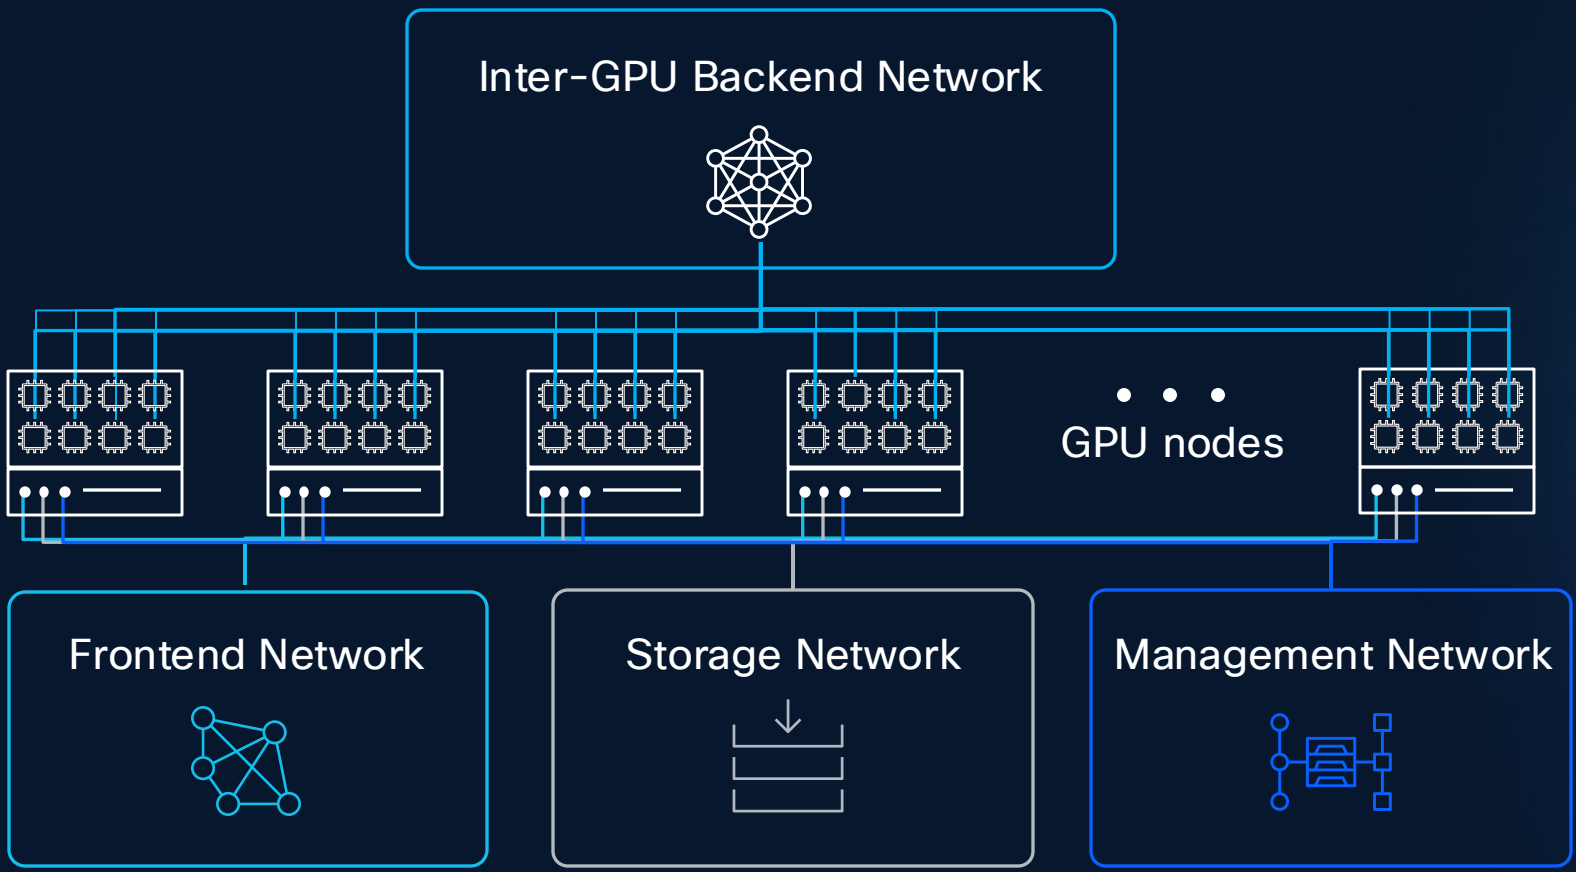 Inter-GPU Backend Network
GPU nodes
Frontend Network
Storage Network
Management Network